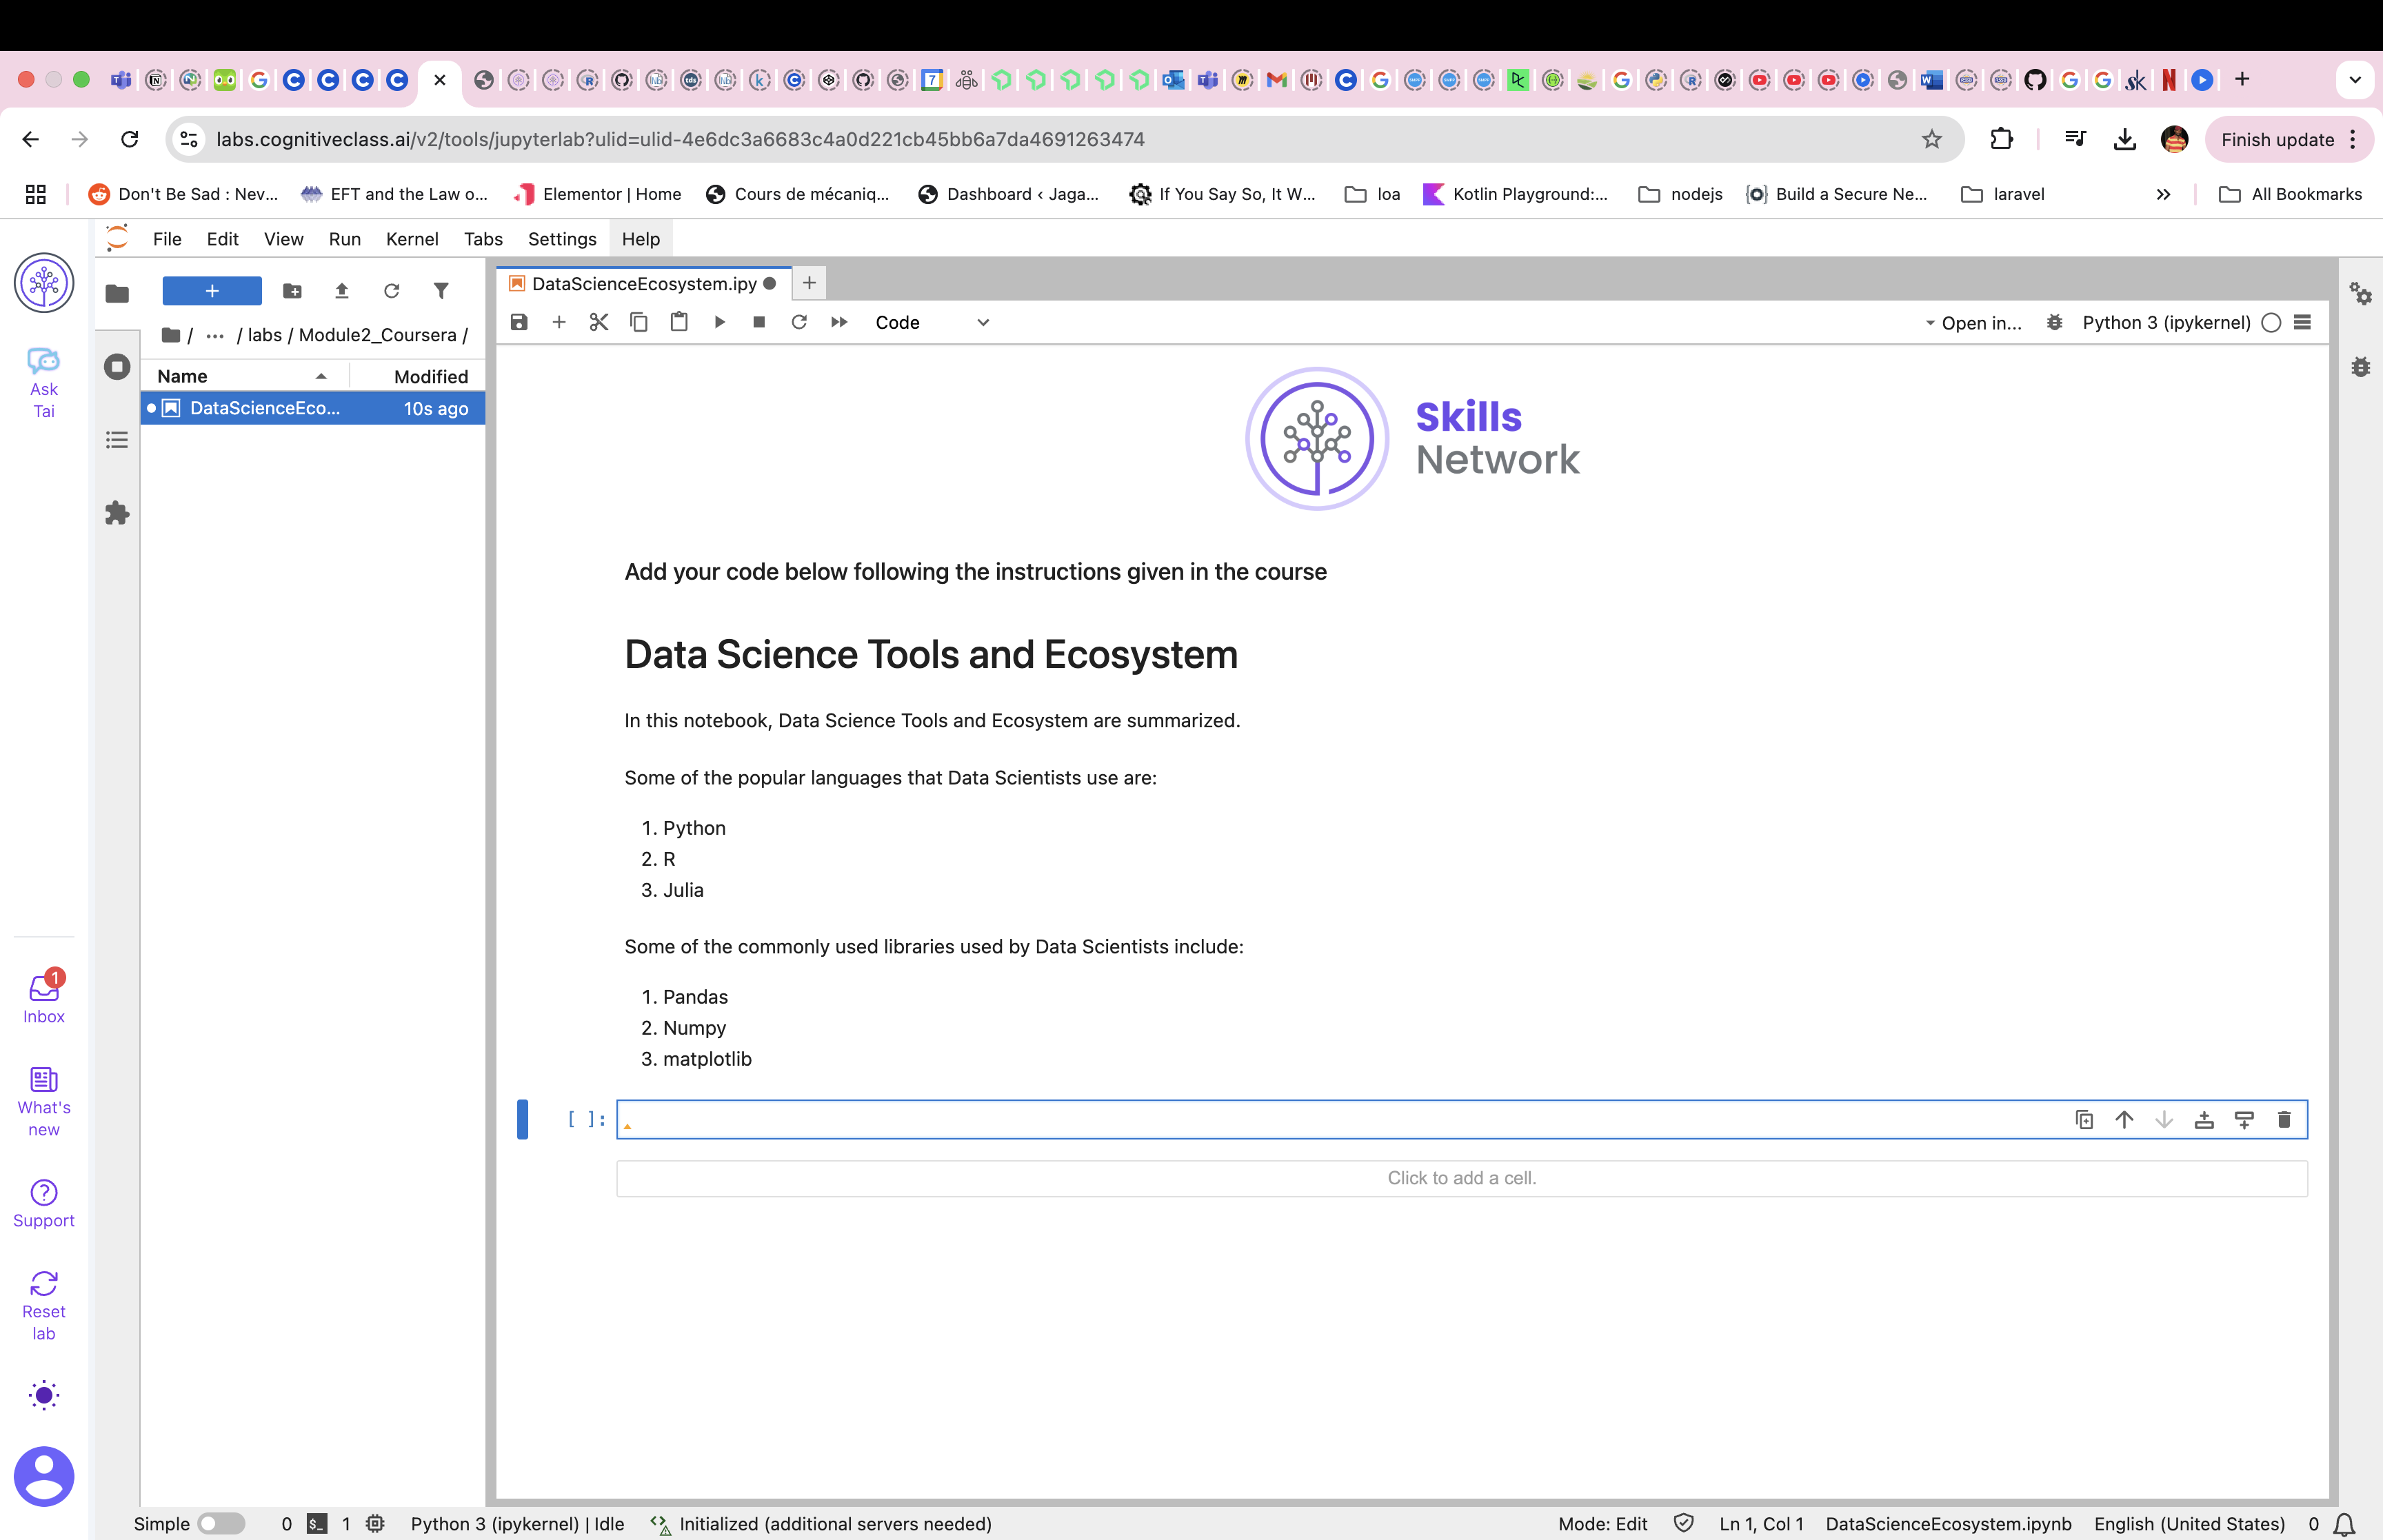 labs.cognitiveclass.ai/v2/tools/jupyterlab?ulid=ulid-4e6dc3a6683c4a0d221cb45bb6a7da4691263474
Finish update
Don't Be Sad : Nev...
EFT and the Law o...
Elementor | Home
Cours de mécaniq...
Dashboard ‹ Jaga...
If You Say So, It W...
loa
Kotlin Playground:...
nodejs
Build a Secure Ne...
laravel
All Bookmarks
File Edit View Run Kernel Tabs Settings Help
Ask
Tai
/ ... / labs / Module2_Coursera /
Name Modified
DataScienceEco... 10s ago
DataScienceEcosystem.ipy
Code
Open in...
Python 3 (ipykernel)
Skills
Network
Add your code below following the instructions given in the course
Data Science Tools and Ecosystem
In this notebook, Data Science Tools and Ecosystem are summarized.
Some of the popular languages that Data Scientists use are:
1. Python
2. R
3. Julia
Some of the commonly used libraries used by Data Scientists include:
1. Pandas
2. Numpy
3. matplotlib
[ ]:
Click to add a cell.
1
Inbox
What's
new
Support
Reset
lab
Simple 0 $_ 1 Python 3 (ipykernel) | Idle Initialized (additional servers needed)
Mode: Edit Ln 1, Col 1 DataScienceEcosystem.ipynb English (United States) 0